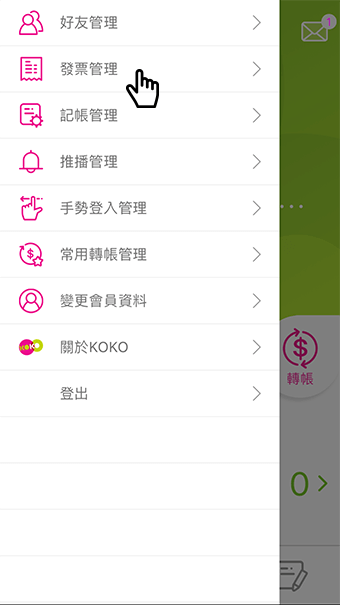 好友管理
1
發票管理
記帳管理
推播管理
手勢登入管理
常用轉帳管理
變更會員資料
KOKO
關於KOKO
轉帳
登出
0